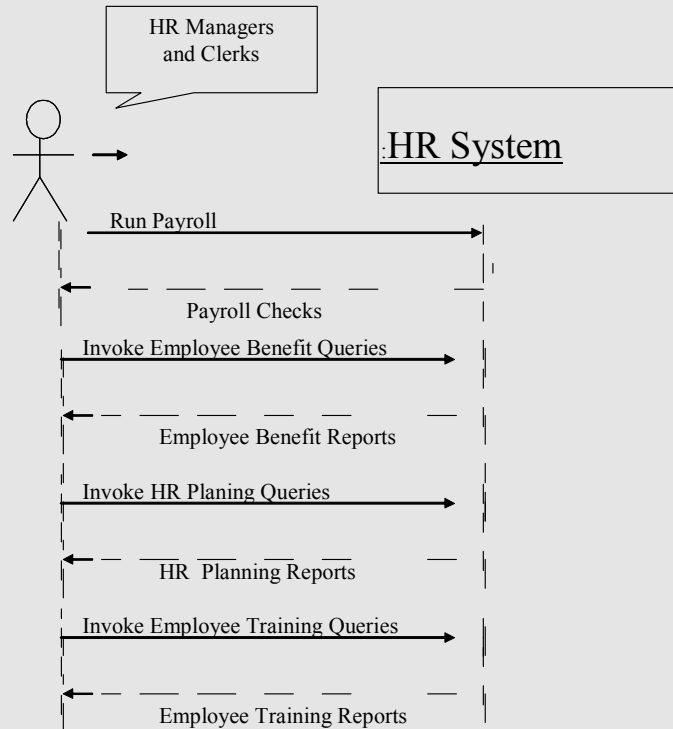 HR Managers
and Clerks
:HR System
Run Payroll
Payroll Checks
Invoke Employee Benefit Queries
Employee Benefit Reports
Invoke HR Planing Queries
HR Planning Reports
Invoke Employee Training Queries
Employee Training Reports